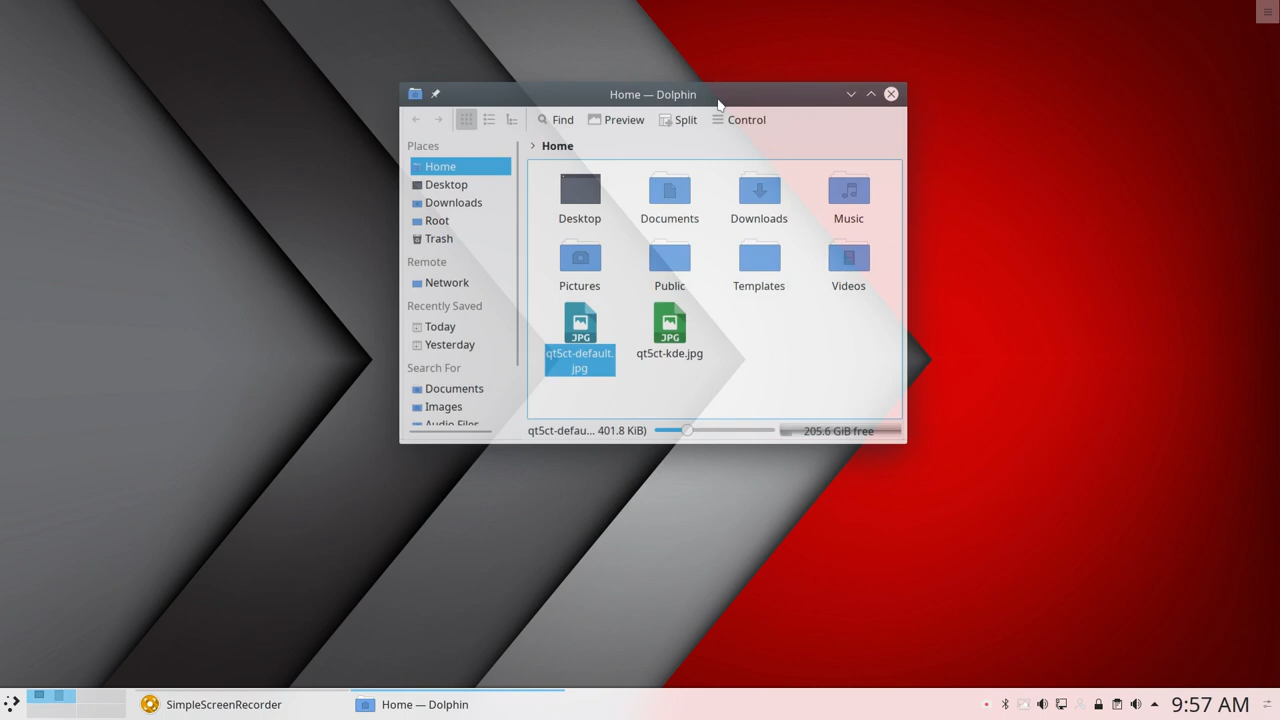 Home — Dolphin
Find
Preview
Split
Control
Places
Home
Desktop
Downloads
Root
Trash
Remote
Network
Recently Saved
Today
Yesterday
Search For
Documents
Images
Audio Files
Home
Desktop
Documents
Downloads
Music
Pictures
Public
Templates
Videos
JPG
qt5ct-default.
jpg
JPG
qt5ct-kde.jpg
qt5ct-defau... 401.8 KiB)
205.6 GiB free
SimpleScreenRecorder
Home — Dolphin
9:57 AM